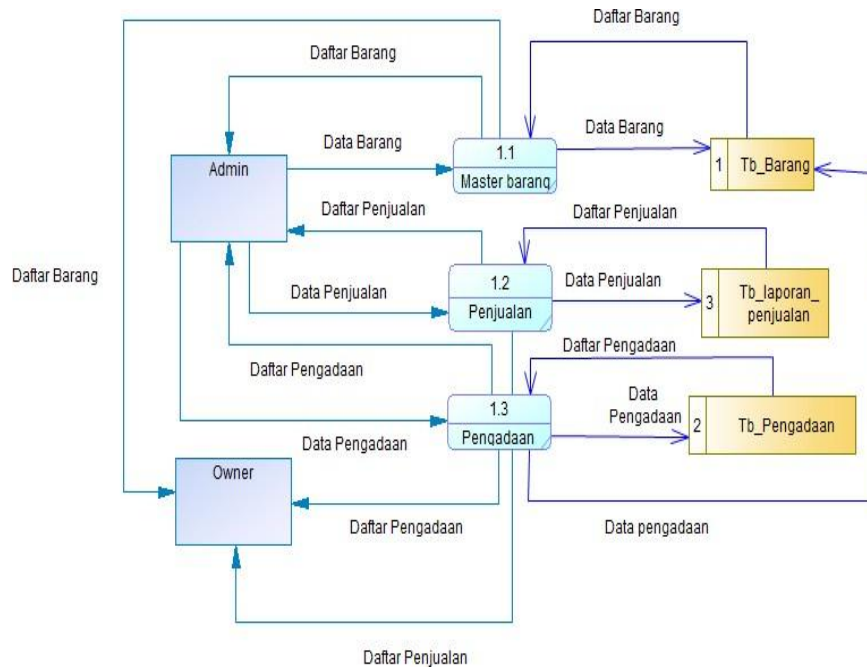 Daftar Barang
Daftar Barang
Data Barang
1.1
Master barang
Data Barang
1
Tb_Barang
Admin
Daftar Penjualan
Daftar Penjualan
Daftar Barang
Data Penjualan
1.2
Penjualan
Data Penjualan
3
Tb_laporan_
penjualan
Daftar Pengadaan
Daftar Pengadaan
1.3
Pengadaan
Data
Pengadaan
2
Tb_Pengadaan
Data Pengadaan
Owner
Daftar Pengadaan
Data pengadaan
Daftar Penjualan